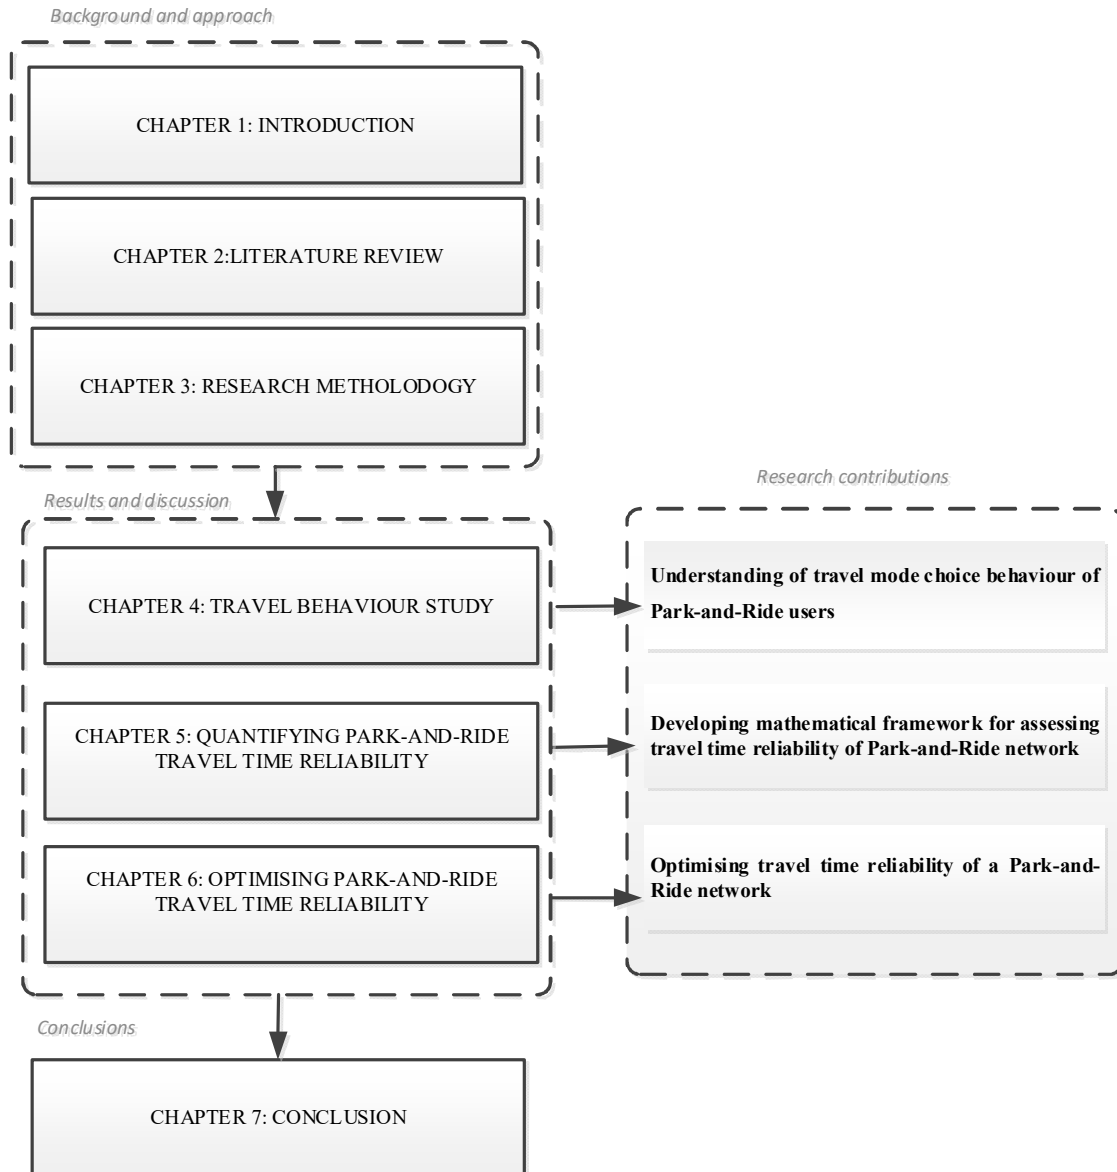 Background and approach
CHAPTER 1: INTRODUCTION
CHAPTER 2:LITERATURE REVIEW
CHAPTER 3: RESEARCH METHOLODOGY
Results and discussion
Research contributions
CHAPTER 4: TRAVEL BEHAVIOUR STUDY
Understanding of travel mode choice behaviour of
Park-and-Ride users
CHAPTER 5: QUANTIFYING PARK-AND-RIDE
TRAVEL TIME RELIABILITY
Developing mathematical framework for assessing
travel time reliability of Park-and-Ride network
CHAPTER 6: OPTIMISING PARK-AND-RIDE
TRAVEL TIME RELIABILITY
Optimising travel time reliability of a Park-and-
Ride network
Conclusions
CHAPTER 7: CONCLUSION